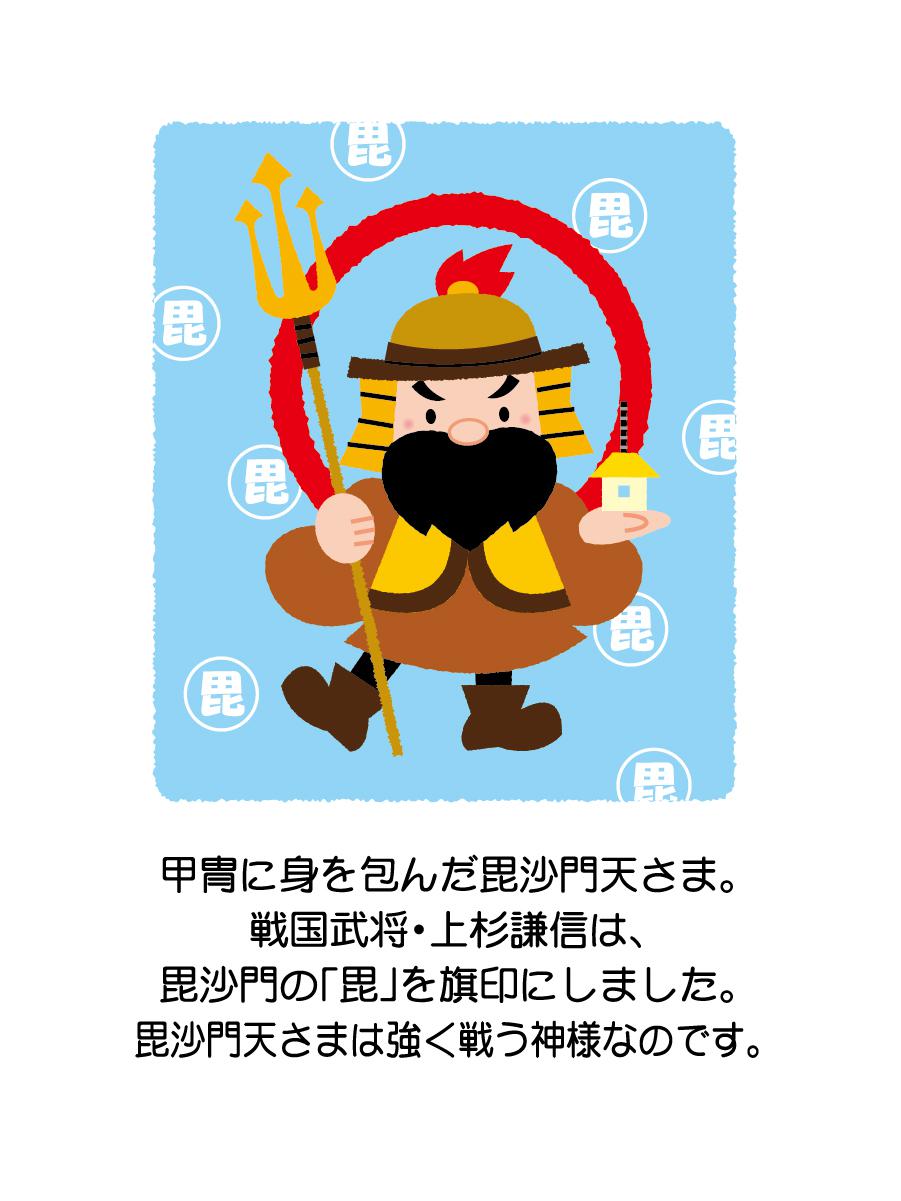 毘
毘
毘
毘
毘
毘
毘
毘
甲冑に身を包んだ毘沙門天さま。
戦国武将・上杉謙信は、
毘沙門の「毘」を旗印にしました。
毘沙門天さまは強く戦う神様なのです。